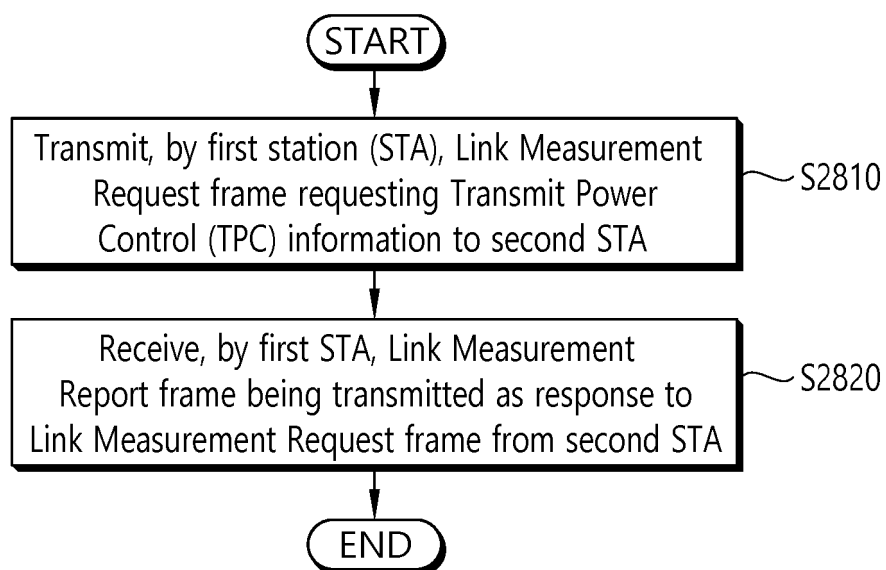 START
Transmit, by first station (STA), Link Measurement
Request frame requesting Transmit Power
Control (TPC) information to second STA
S2810
Receive, by first STA, Link Measurement
Report frame being transmitted as response to
Link Measurement Request frame from second STA
S2820
END